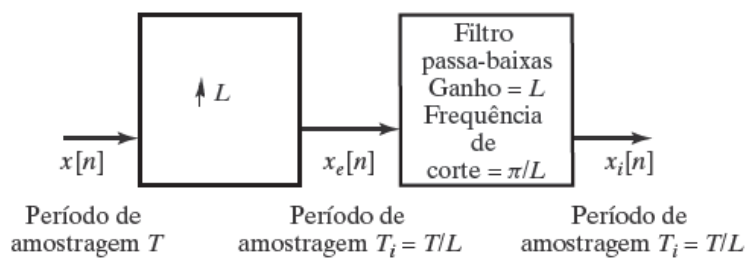 ↑ L
Filtro
passa-baixas
Ganho = L
Frequência
de
corte = π/L
x[n]
xₑ[n]
xᵢ[n]
Período de
amostragem T
Período de
amostragem Tᵢ = T/L
Período de
amostragem Tᵢ = T/L